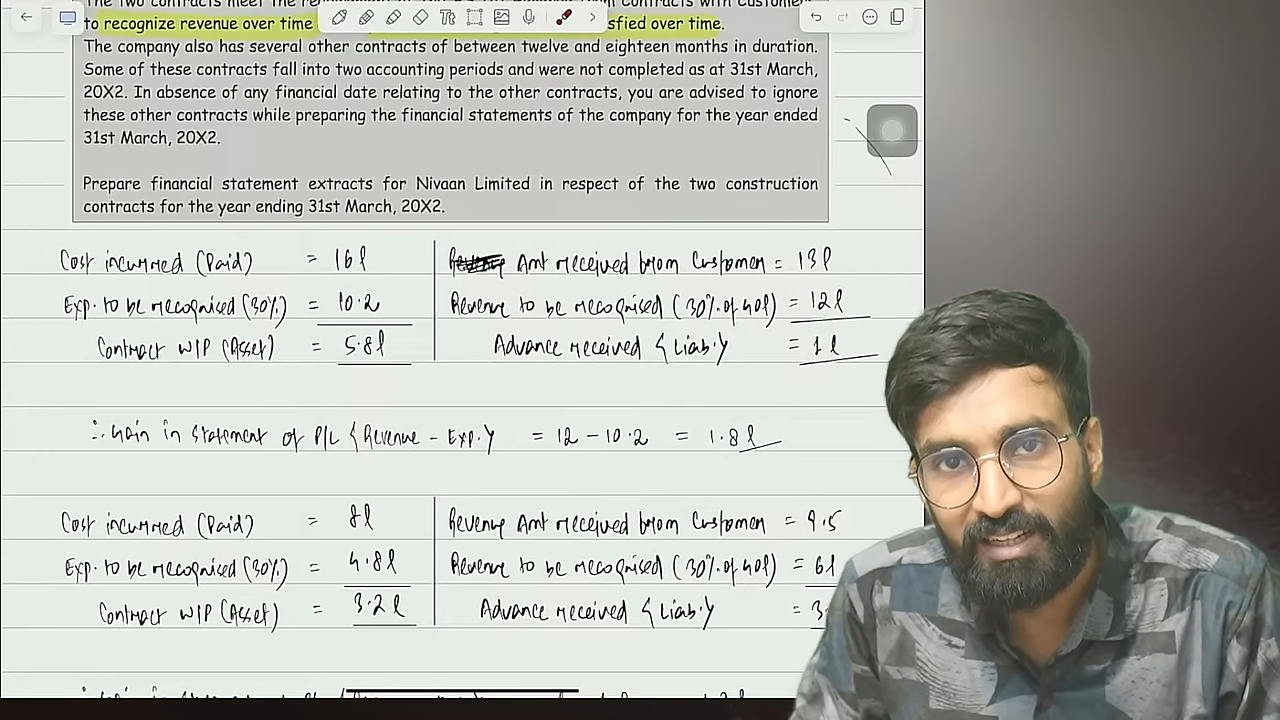 to recognize revenue over time sfied over time.
The company also has several other contracts of between twelve and eighteen months in duration.
Some of these contracts fall into two accounting periods and were not completed as at 31st March,
20X2. In absence of any financial date relating to the other contracts, you are advised to ignore
these other contracts while preparing the financial statements of the company for the year ended
31st March, 20X2.
Prepare financial statement extracts for Nivaan Limited in respect of the two construction
contracts for the year ending 31st March, 20X2.
Cost incurred (Paid) = 16l
Exp. to be recognised (30%) = 10.2
Contract WIP (Asset) = 5.8l
Amt received from Customer = 13l
Revenue to be recognised (30% of 40l) = 12l
Advance received {Liab.} = 1l
∴ Gain in Statement of P/L {Revenue - Exp.} = 12 - 10.2 = 1.8l
Cost incurred (Paid) = 8l
Exp. to be recognised (30%) = 4.8l
Contract WIP (Asset) = 3.2l
Revenue Amt received from Customer = 9.5
Revenue to be recognised (30% of 40l) = 6l
Advance received {Liab.} = 3.